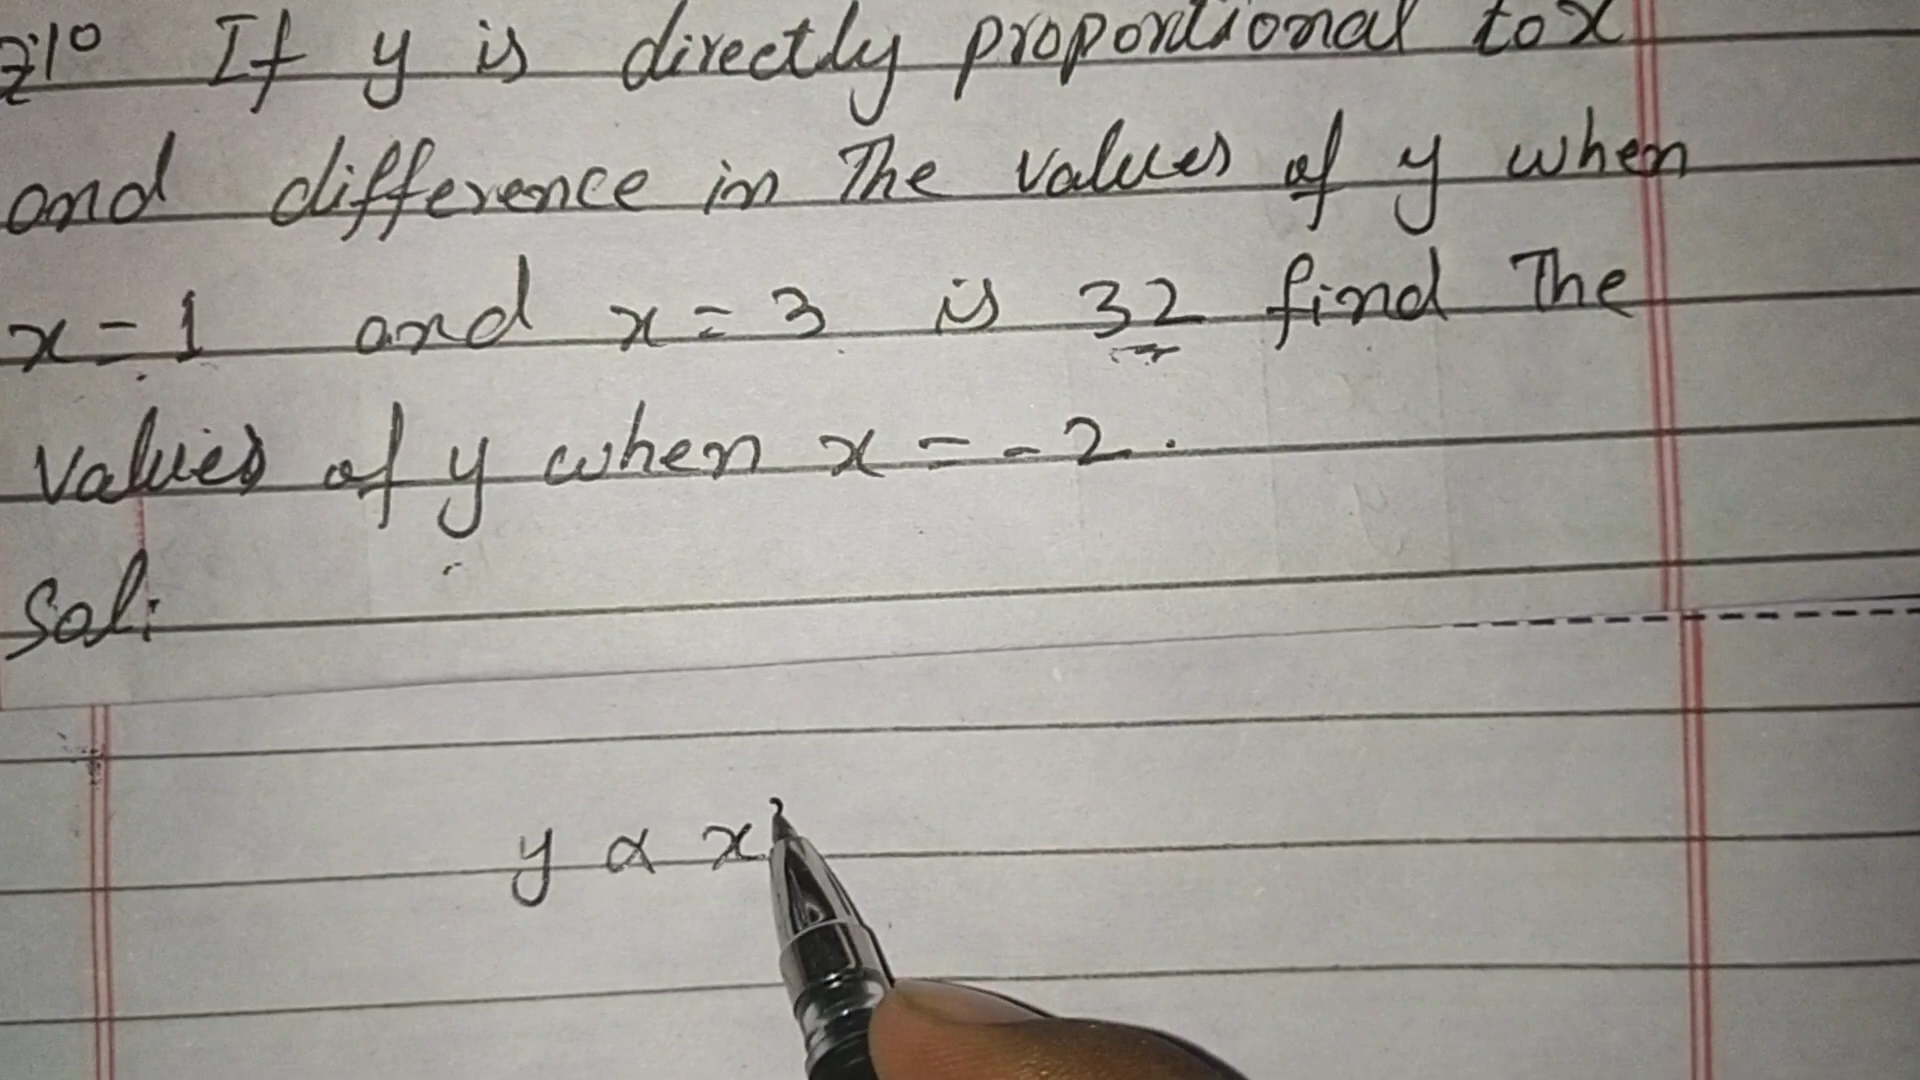 If y is directly proportional to x
and difference in The values of y when
x = 1 and x = 3 is 32 find The
values of y when x = -2.
Sol:
y ∝ x²